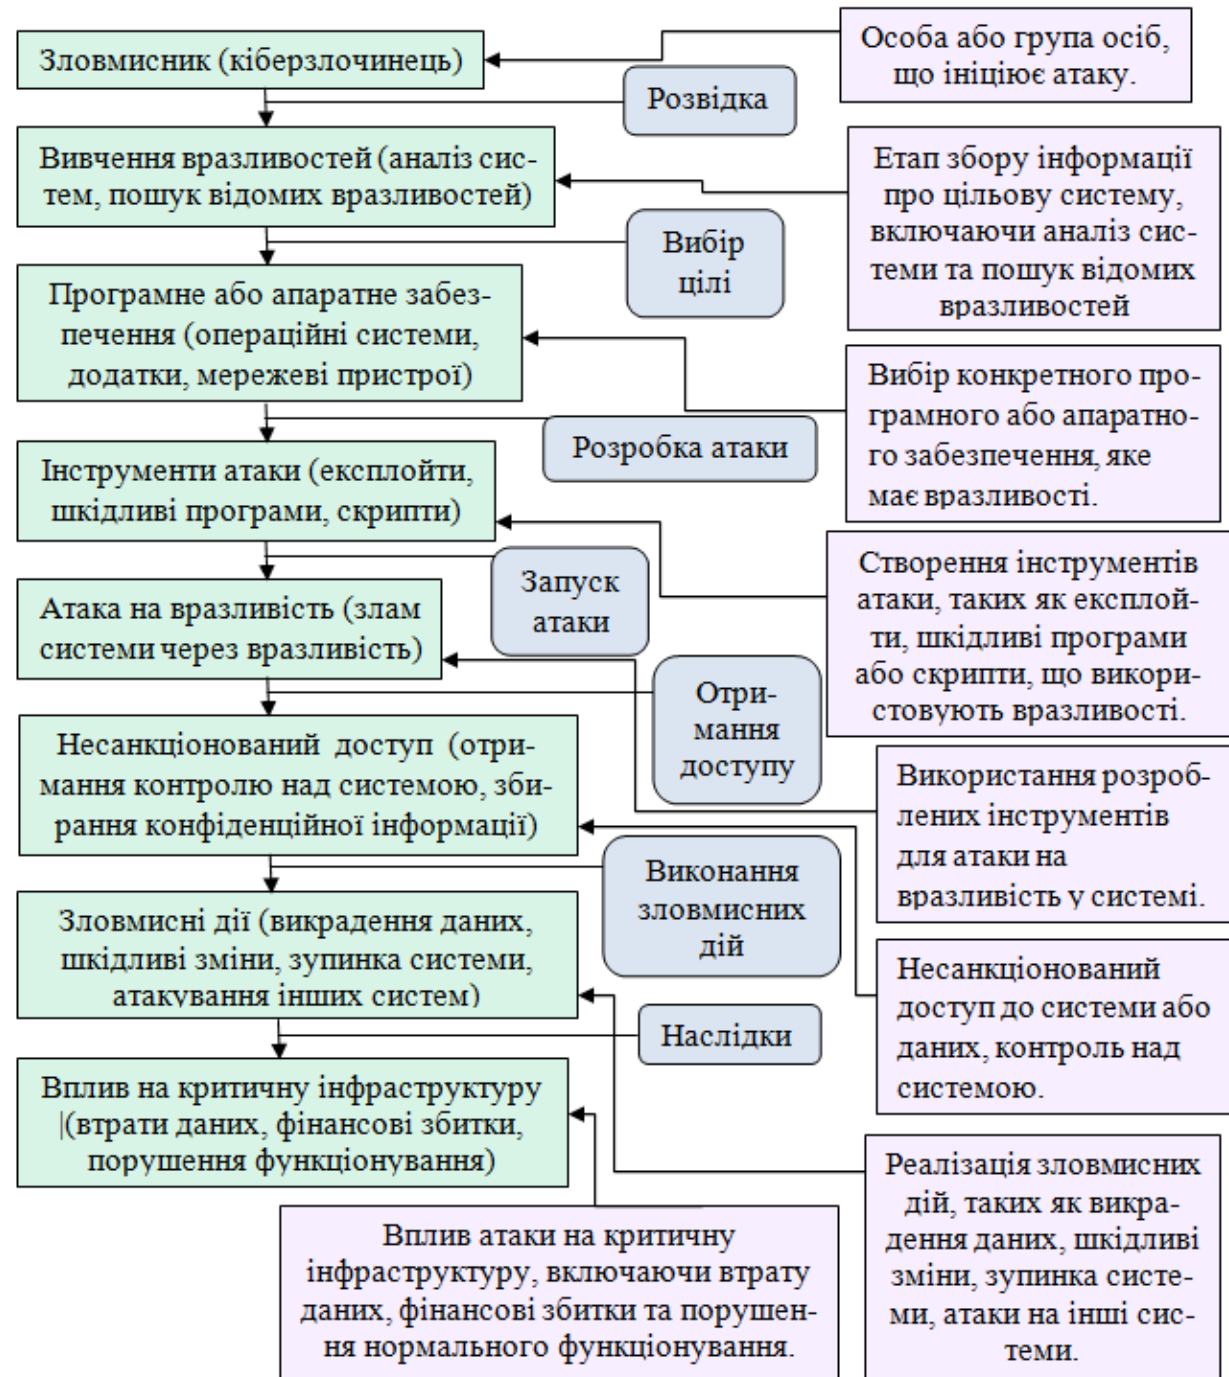 Зловмисник (кіберзлочинець)
Особа або група осіб,
що ініціює атаку.
Розвідка
Вивчення вразливостей (аналіз сис-
тем, пошук відомих вразливостей)
Етап збору інформації
про цільову систему,
включаючи аналіз сис-
теми та пошук відомих
вразливостей
Вибір
цілі
Програмне або апаратне забез-
печення (операційні системи,
додатки, мережеві пристрої)
Вибір конкретного про-
грамного або апаратно-
го забезпечення, яке
має вразливості.
Розробка атаки
Інструменти атаки (експлойти,
шкідливі програми, скрипти)
Створення інструментів
атаки, таких як експлой-
ти, шкідливі програми
або скрипти, що викори-
стовують вразливості.
Запуск
атаки
Атака на вразливість (злам
системи через вразливість)
Використання розроб-
лених інструментів
для атаки на
вразливість у системі.
Отри-
мання
доступу
Несанкціонований доступ (отри-
мання контролю над системою, зби-
рання конфіденційної інформації)
Несанкціонований
доступ до системи або
даних, контроль над
системою.
Виконання
зловмисних
дій
Зловмисні дії (викрадення даних,
шкідливі зміни, зупинка системи,
атакування інших систем)
Реалізація зловмисних
дій, таких як викра-
дення даних, шкідливі
зміни, зупинка систе-
ми, атаки на інші сис-
теми.
Наслідки
Вплив на критичну інфраструктуру
|(втрати даних, фінансові збитки,
порушення функціонування)
Вплив атаки на критичну
інфраструктуру, включаючи втрату
даних, фінансові збитки та порушен-
ня нормального функціонування.